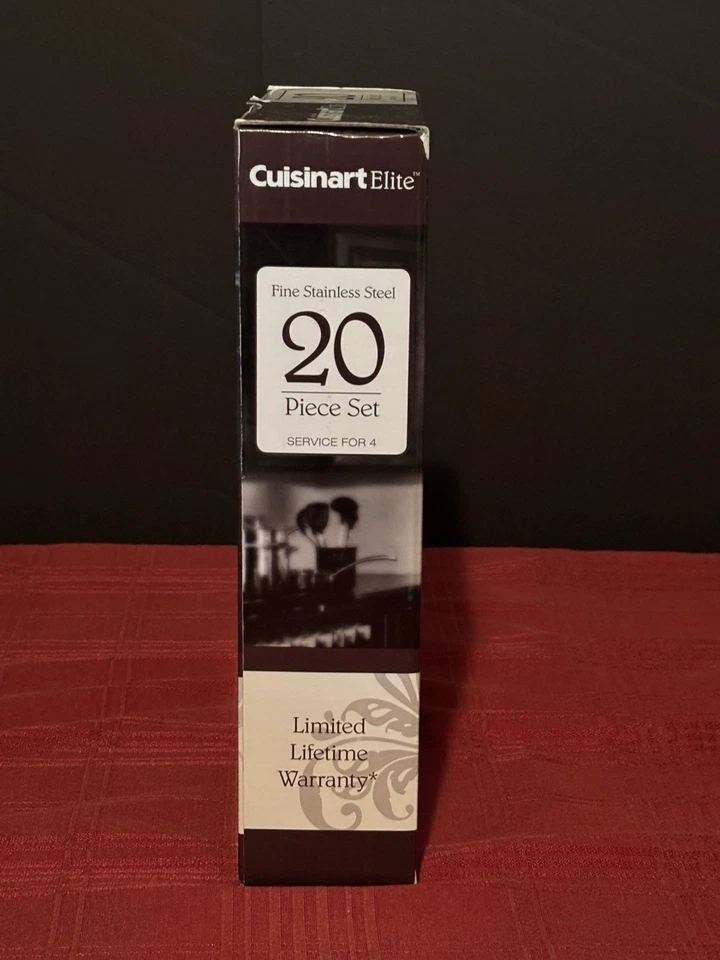 Cuisinart Elite™
Fine Stainless Steel
20
Piece Set
SERVICE FOR 4
Limited
Lifetime
Warranty*